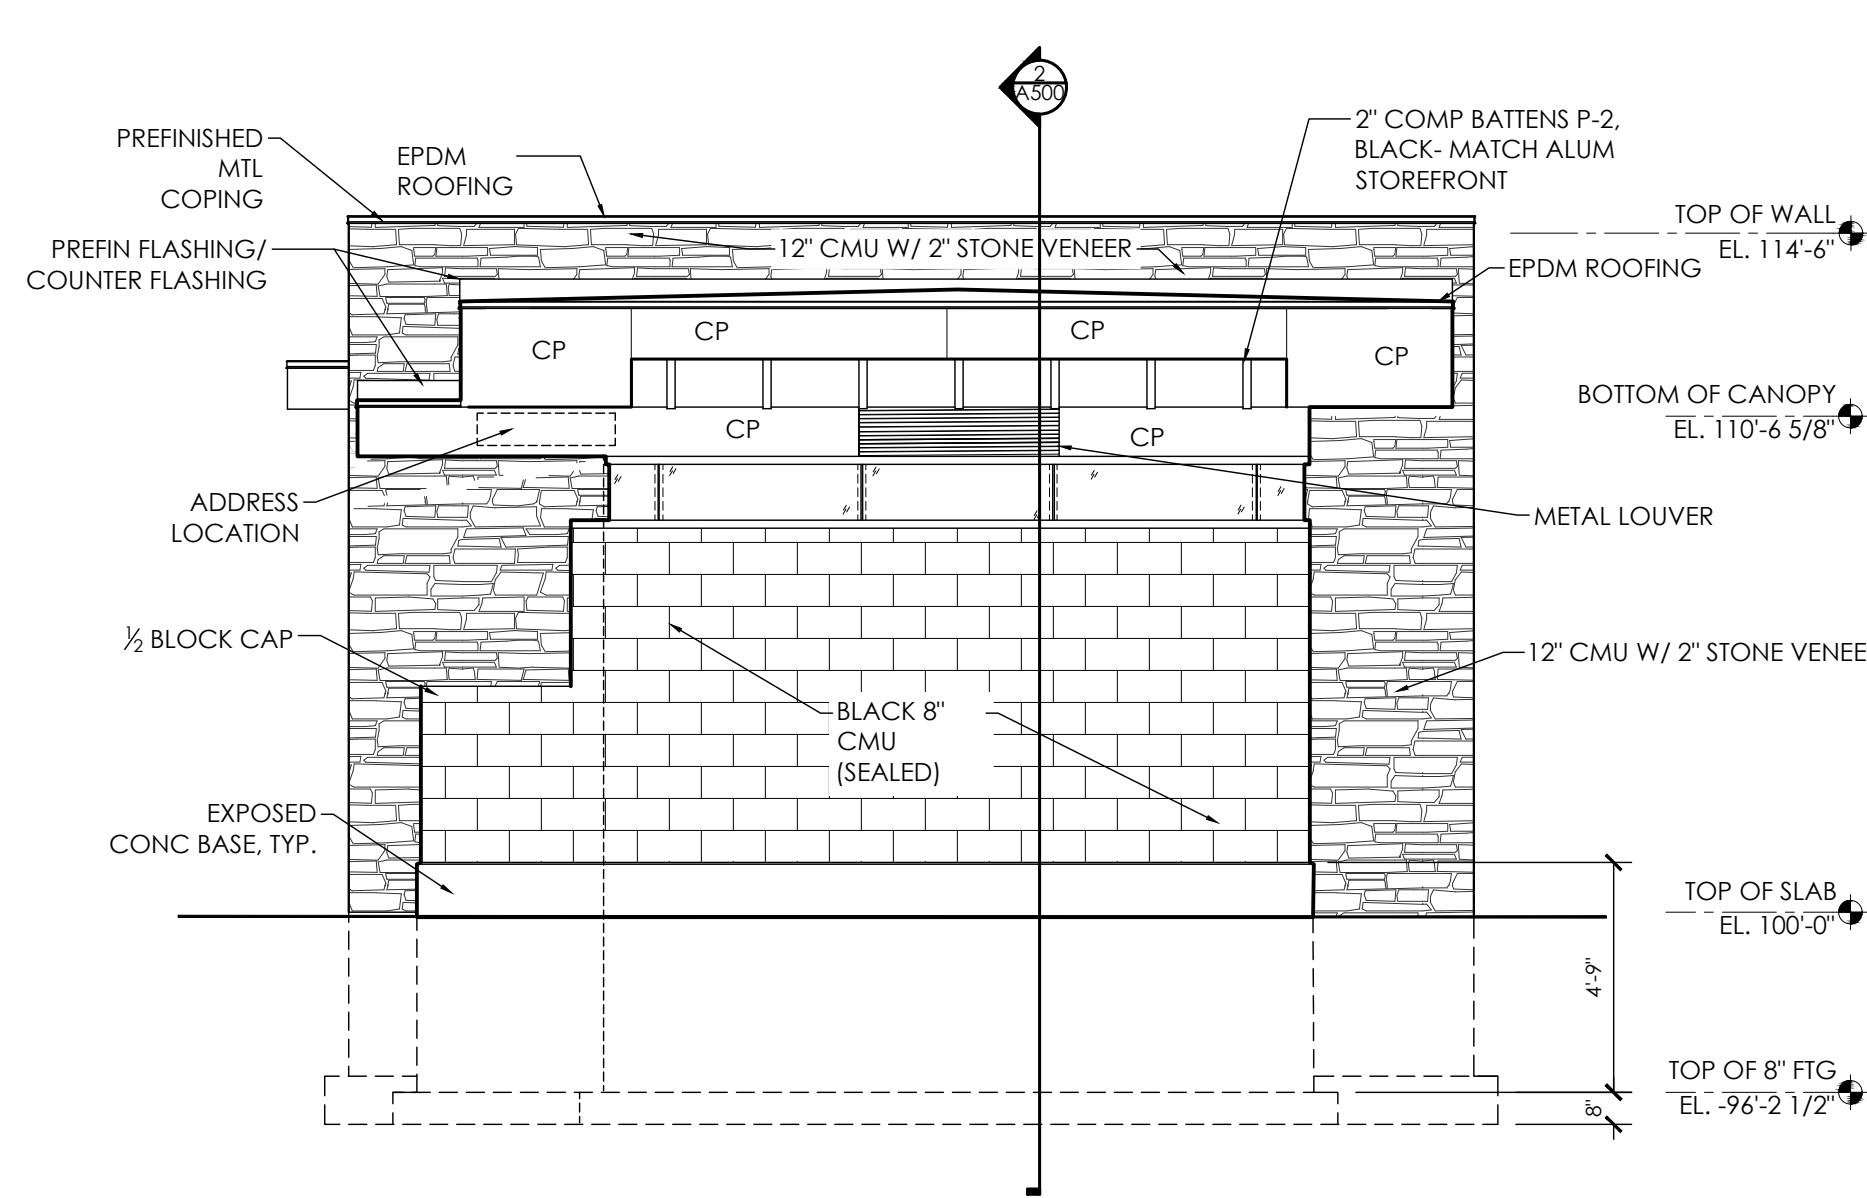 2
A500
2" COMP BATTENS P-2,
BLACK- MATCH ALUM
STOREFRONT
PREFINISHED
MTL
COPING
EPDM
ROOFING
TOP OF WALL
EL. 114'-6"
PREFIN FLASHING/
COUNTER FLASHING
12" CMU W/ 2" STONE VENEER
EPDM ROOFING
CP
CP
CP
CP
BOTTOM OF CANOPY
EL. 110'-6 5/8"
CP
CP
ADDRESS
LOCATION
METAL LOUVER
½ BLOCK CAP
12" CMU W/ 2" STONE VENEE
BLACK 8"
CMU
(SEALED)
EXPOSED
CONC BASE, TYP.
TOP OF SLAB
EL. 100'-0"
4'-9"
TOP OF 8" FTG
EL. -96'-2 1/2"
8"